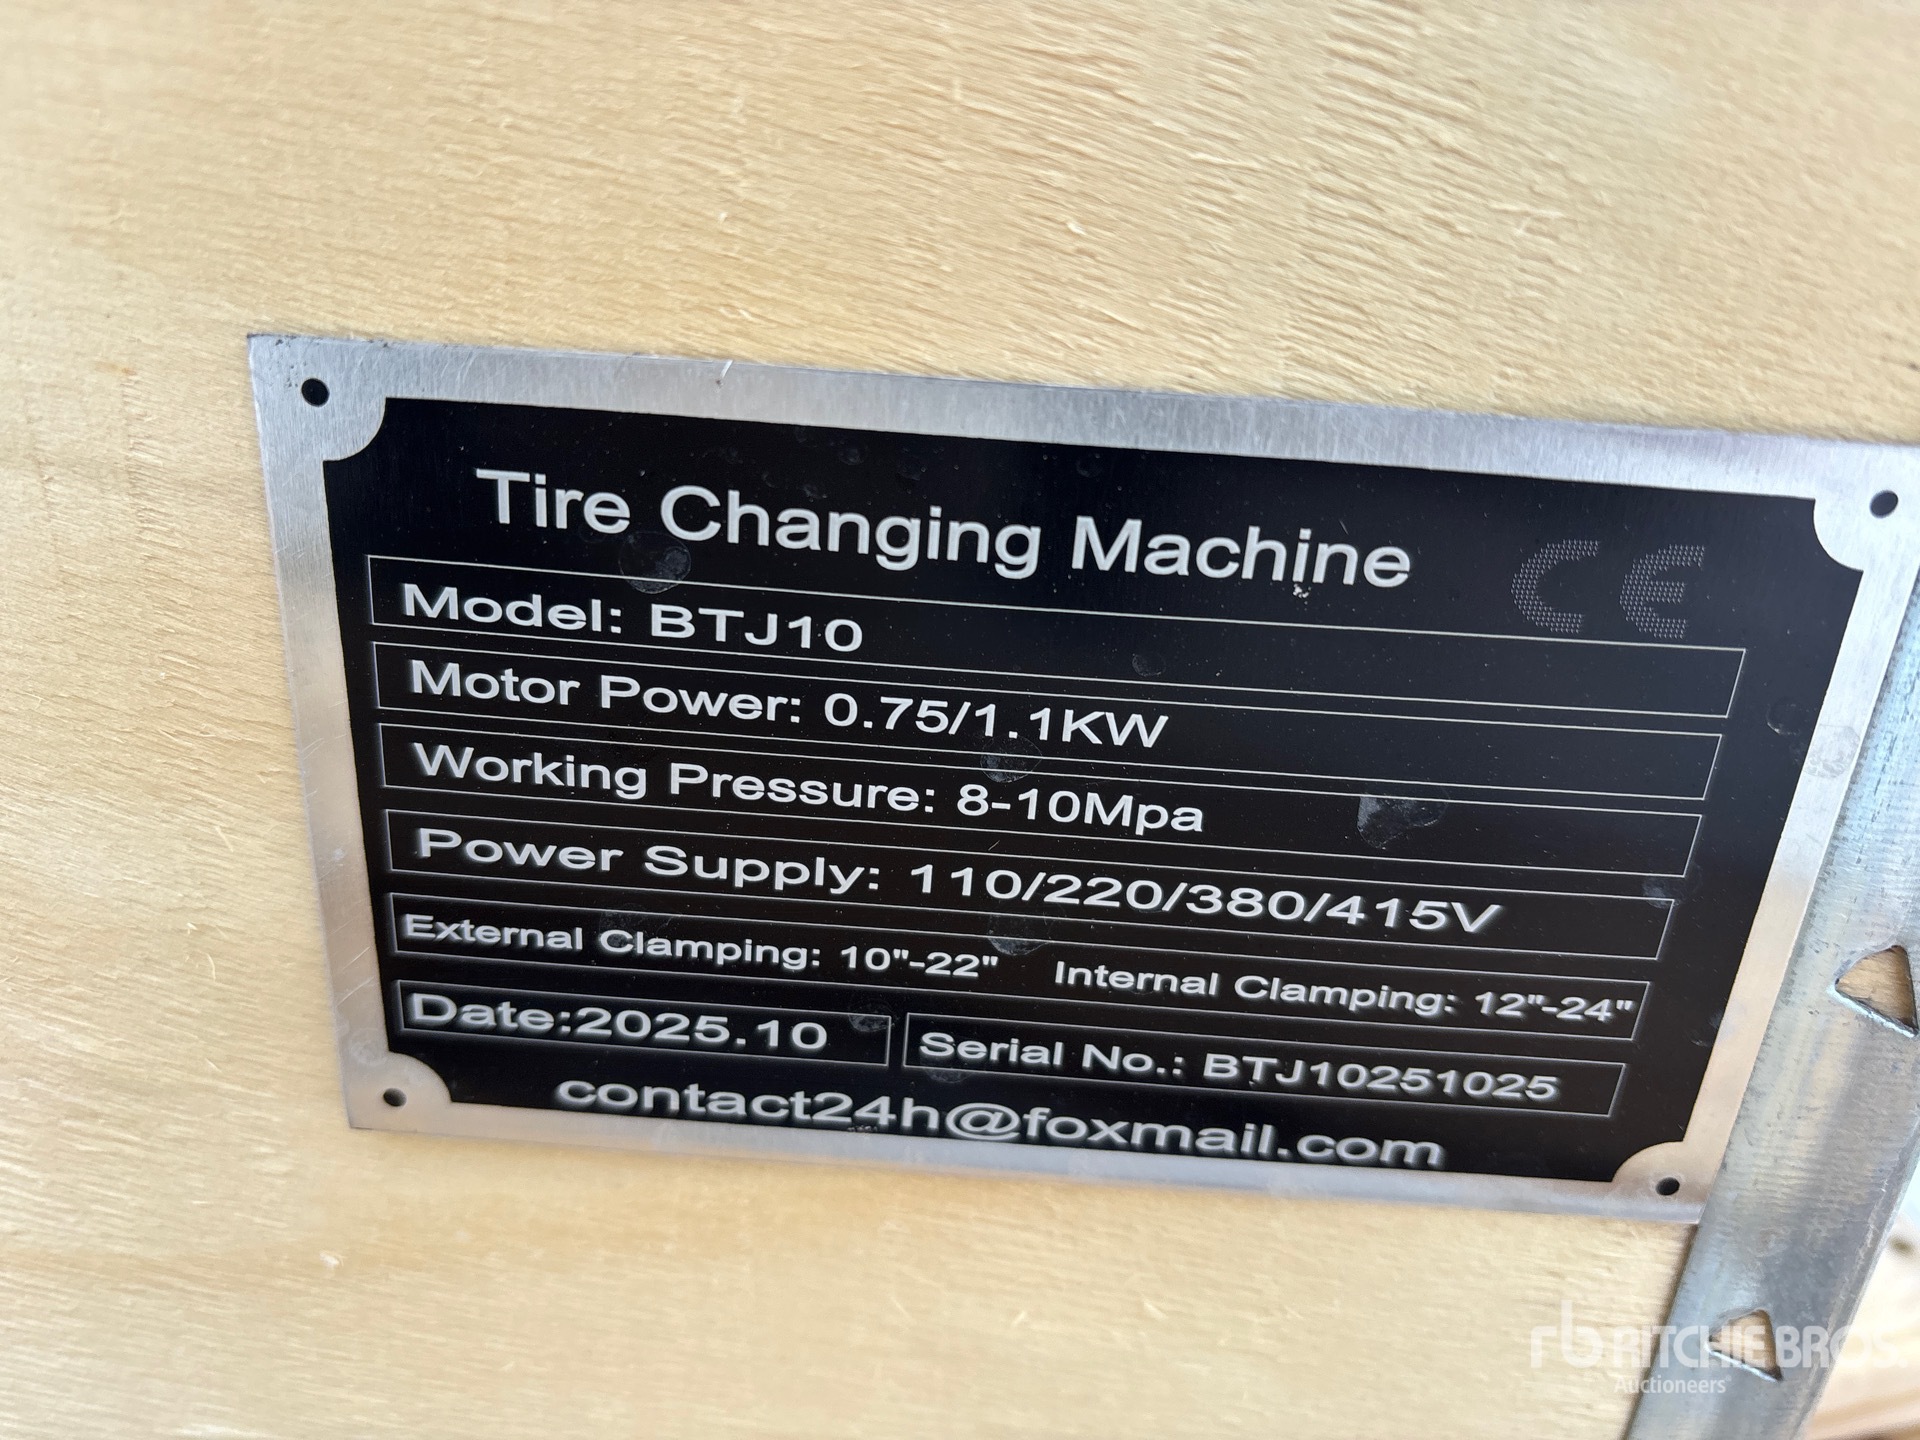 Tire Changing Machine
CE
Model: BTJ10
Motor Power: 0.75/1.1KW
Working Pressure: 8-10Mpa
Power Supply: 110/220/380/415V
External Clamping: 10"-22" Internal Clamping: 12"-24"
Date:2025.10 Serial No.: BTJ10251025
contact24h@foxmail.com
rb RITCHIE BROS.
Auctioneers